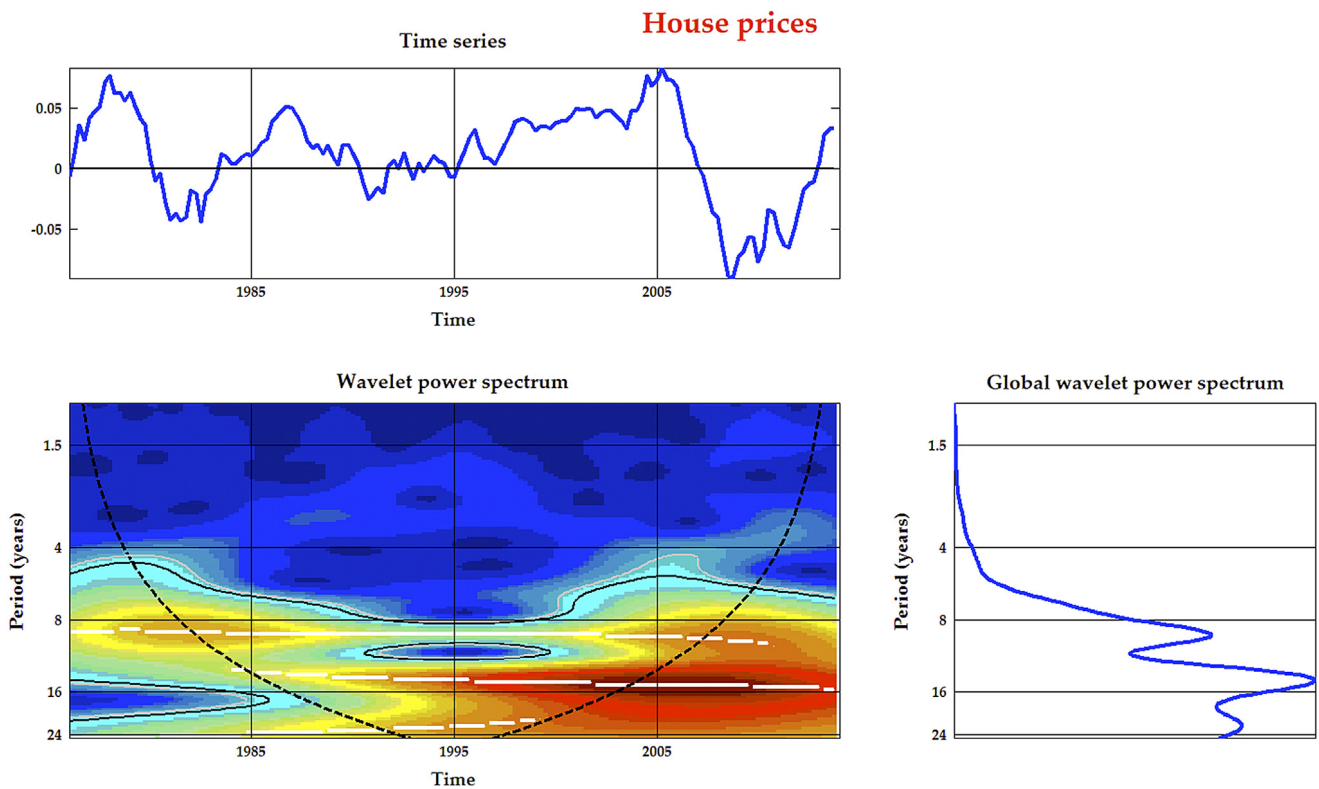 House prices
Time series
0.05
0
-0.05
1985 1995 2005
Time
Wavelet power spectrum
Global wavelet power spectrum
Period (years)
1.5
4
8
16
24
1985 1995 2005
Time
Period (years)
1.5
4
8
16
24